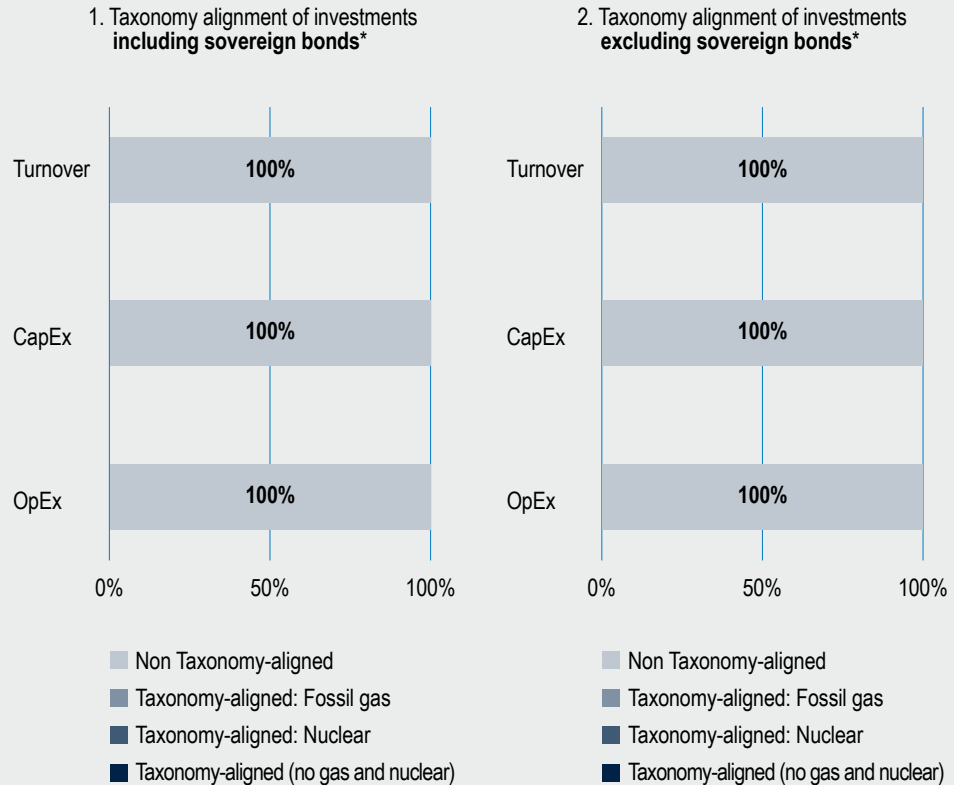 1. Taxonomy alignment of investments
including sovereign bonds*
Turnover
100%
CapEx
100%
OpEx
100%
0% 50% 100%
Non Taxonomy-aligned
Taxonomy-aligned: Fossil gas
Taxonomy-aligned: Nuclear
Taxonomy-aligned (no gas and nuclear)
2. Taxonomy alignment of investments
excluding sovereign bonds*
Turnover
100%
CapEx
100%
OpEx
100%
0% 50% 100%
Non Taxonomy-aligned
Taxonomy-aligned: Fossil gas
Taxonomy-aligned: Nuclear
Taxonomy-aligned (no gas and nuclear)